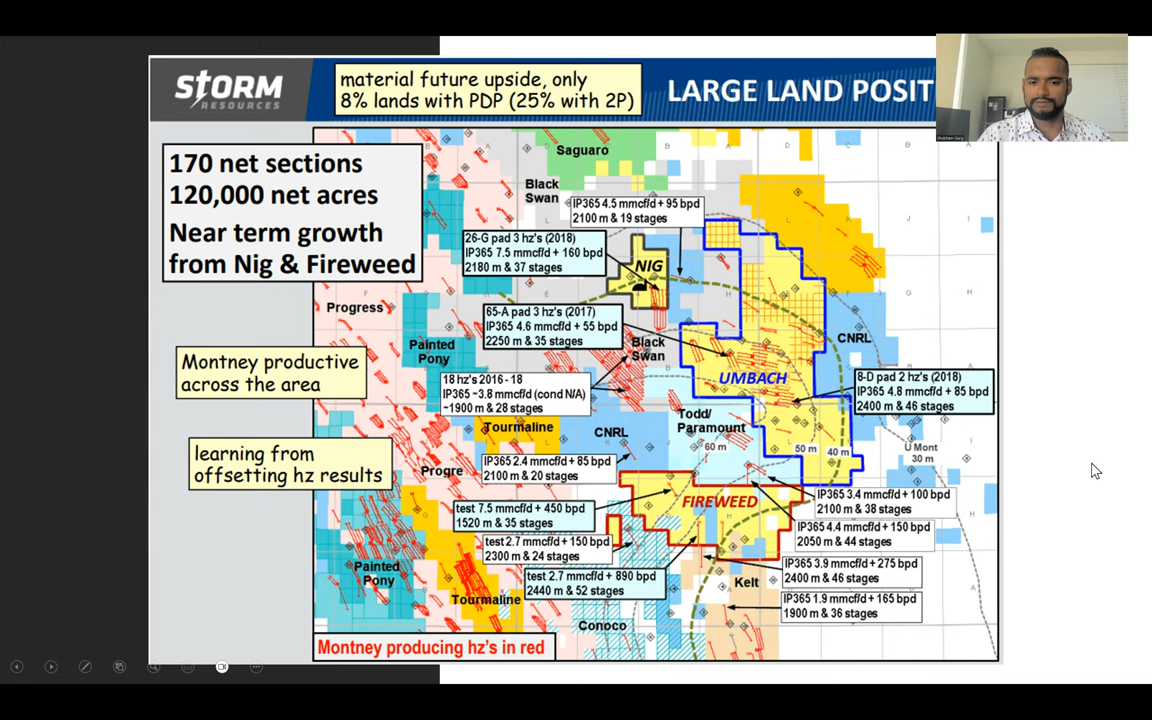 STORM
RESOURCES
material future upside, only
8% lands with PDP (25% with 2P)
LARGE LAND POSIT
170 net sections
120,000 net acres
Near term growth
from Nig & Fireweed
Montney productive
across the area
learning from
offsetting hz results
Saguaro
Black
Swan
IP365 4.5 mmcf/d + 95 bpd
2100 m & 19 stages
26-G pad 3 hz's (2018)
IP365 7.5 mmcf/d + 160 bpd
2180 m & 37 stages
NIG
Progress
65-A pad 3 hz's (2017)
IP365 4.6 mmcf/d + 55 bpd
2250 m & 35 stages
Painted
Pony
Black
Swan
CNRL
18 hz's 2016 - 18
IP365 ~3.8 mmcf/d (cond N/A)
~1900 m & 28 stages
UMBACH
8-D pad 2 hz's (2018)
IP365 4.8 mmcf/d + 85 bpd
2400 m & 46 stages
Tourmaline
CNRL
Todd/
Paramount
60 m
50 m
40 m
U Mont
30 m
Progre
IP365 2.4 mmcf/d + 85 bpd
2100 m & 20 stages
FIREWEED
IP365 3.4 mmcf/d + 100 bpd
2100 m & 38 stages
test 7.5 mmcf/d + 450 bpd
1520 m & 35 stages
IP365 4.4 mmcf/d + 150 bpd
2050 m & 44 stages
test 2.7 mmcf/d + 150 bpd
2300 m & 24 stages
IP365 3.9 mmcf/d + 275 bpd
2400 m & 46 stages
Painted
Pony
test 2.7 mmcf/d + 890 bpd
2440 m & 52 stages
Kelt
Tourmaline
IP365 1.9 mmcf/d + 165 bpd
1900 m & 36 stages
Conoco
Montney producing hz's in red